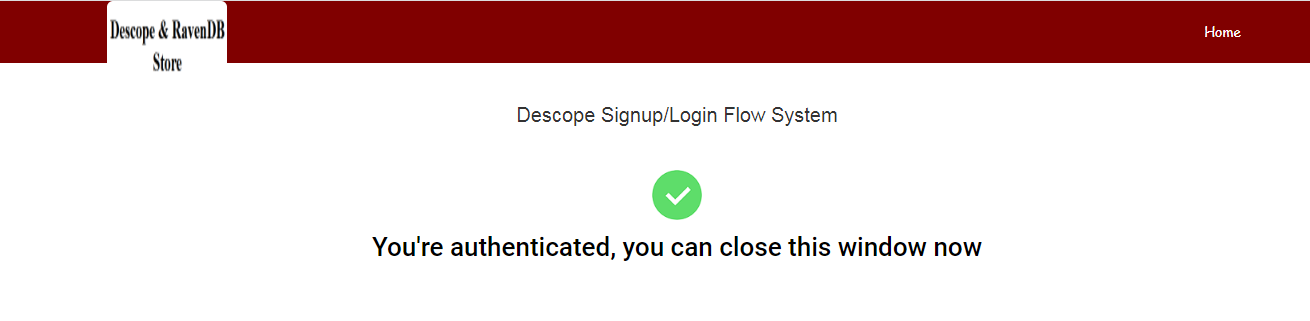 Descope & RavenDB
Store
Home
Descope Signup/Login Flow System
You're authenticated, you can close this window now